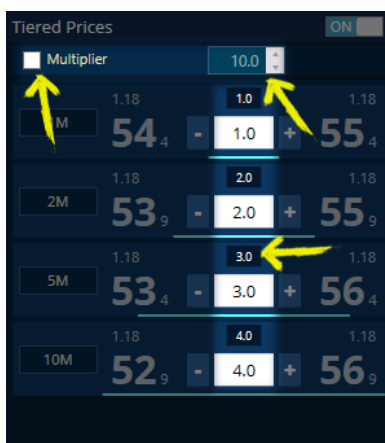 Tiered Prices ON
Multiplier 10.0
1.18 1.0 1.18
54 4 - 1.0 + 55 4
1.18 2.0 1.18
2M 53 9 - 2.0 + 55 9
1.18 3.0 1.18
5M 53 4 - 3.0 + 56 4
1.18 4.0 1.18
10M 52 9 - 4.0 + 56 9